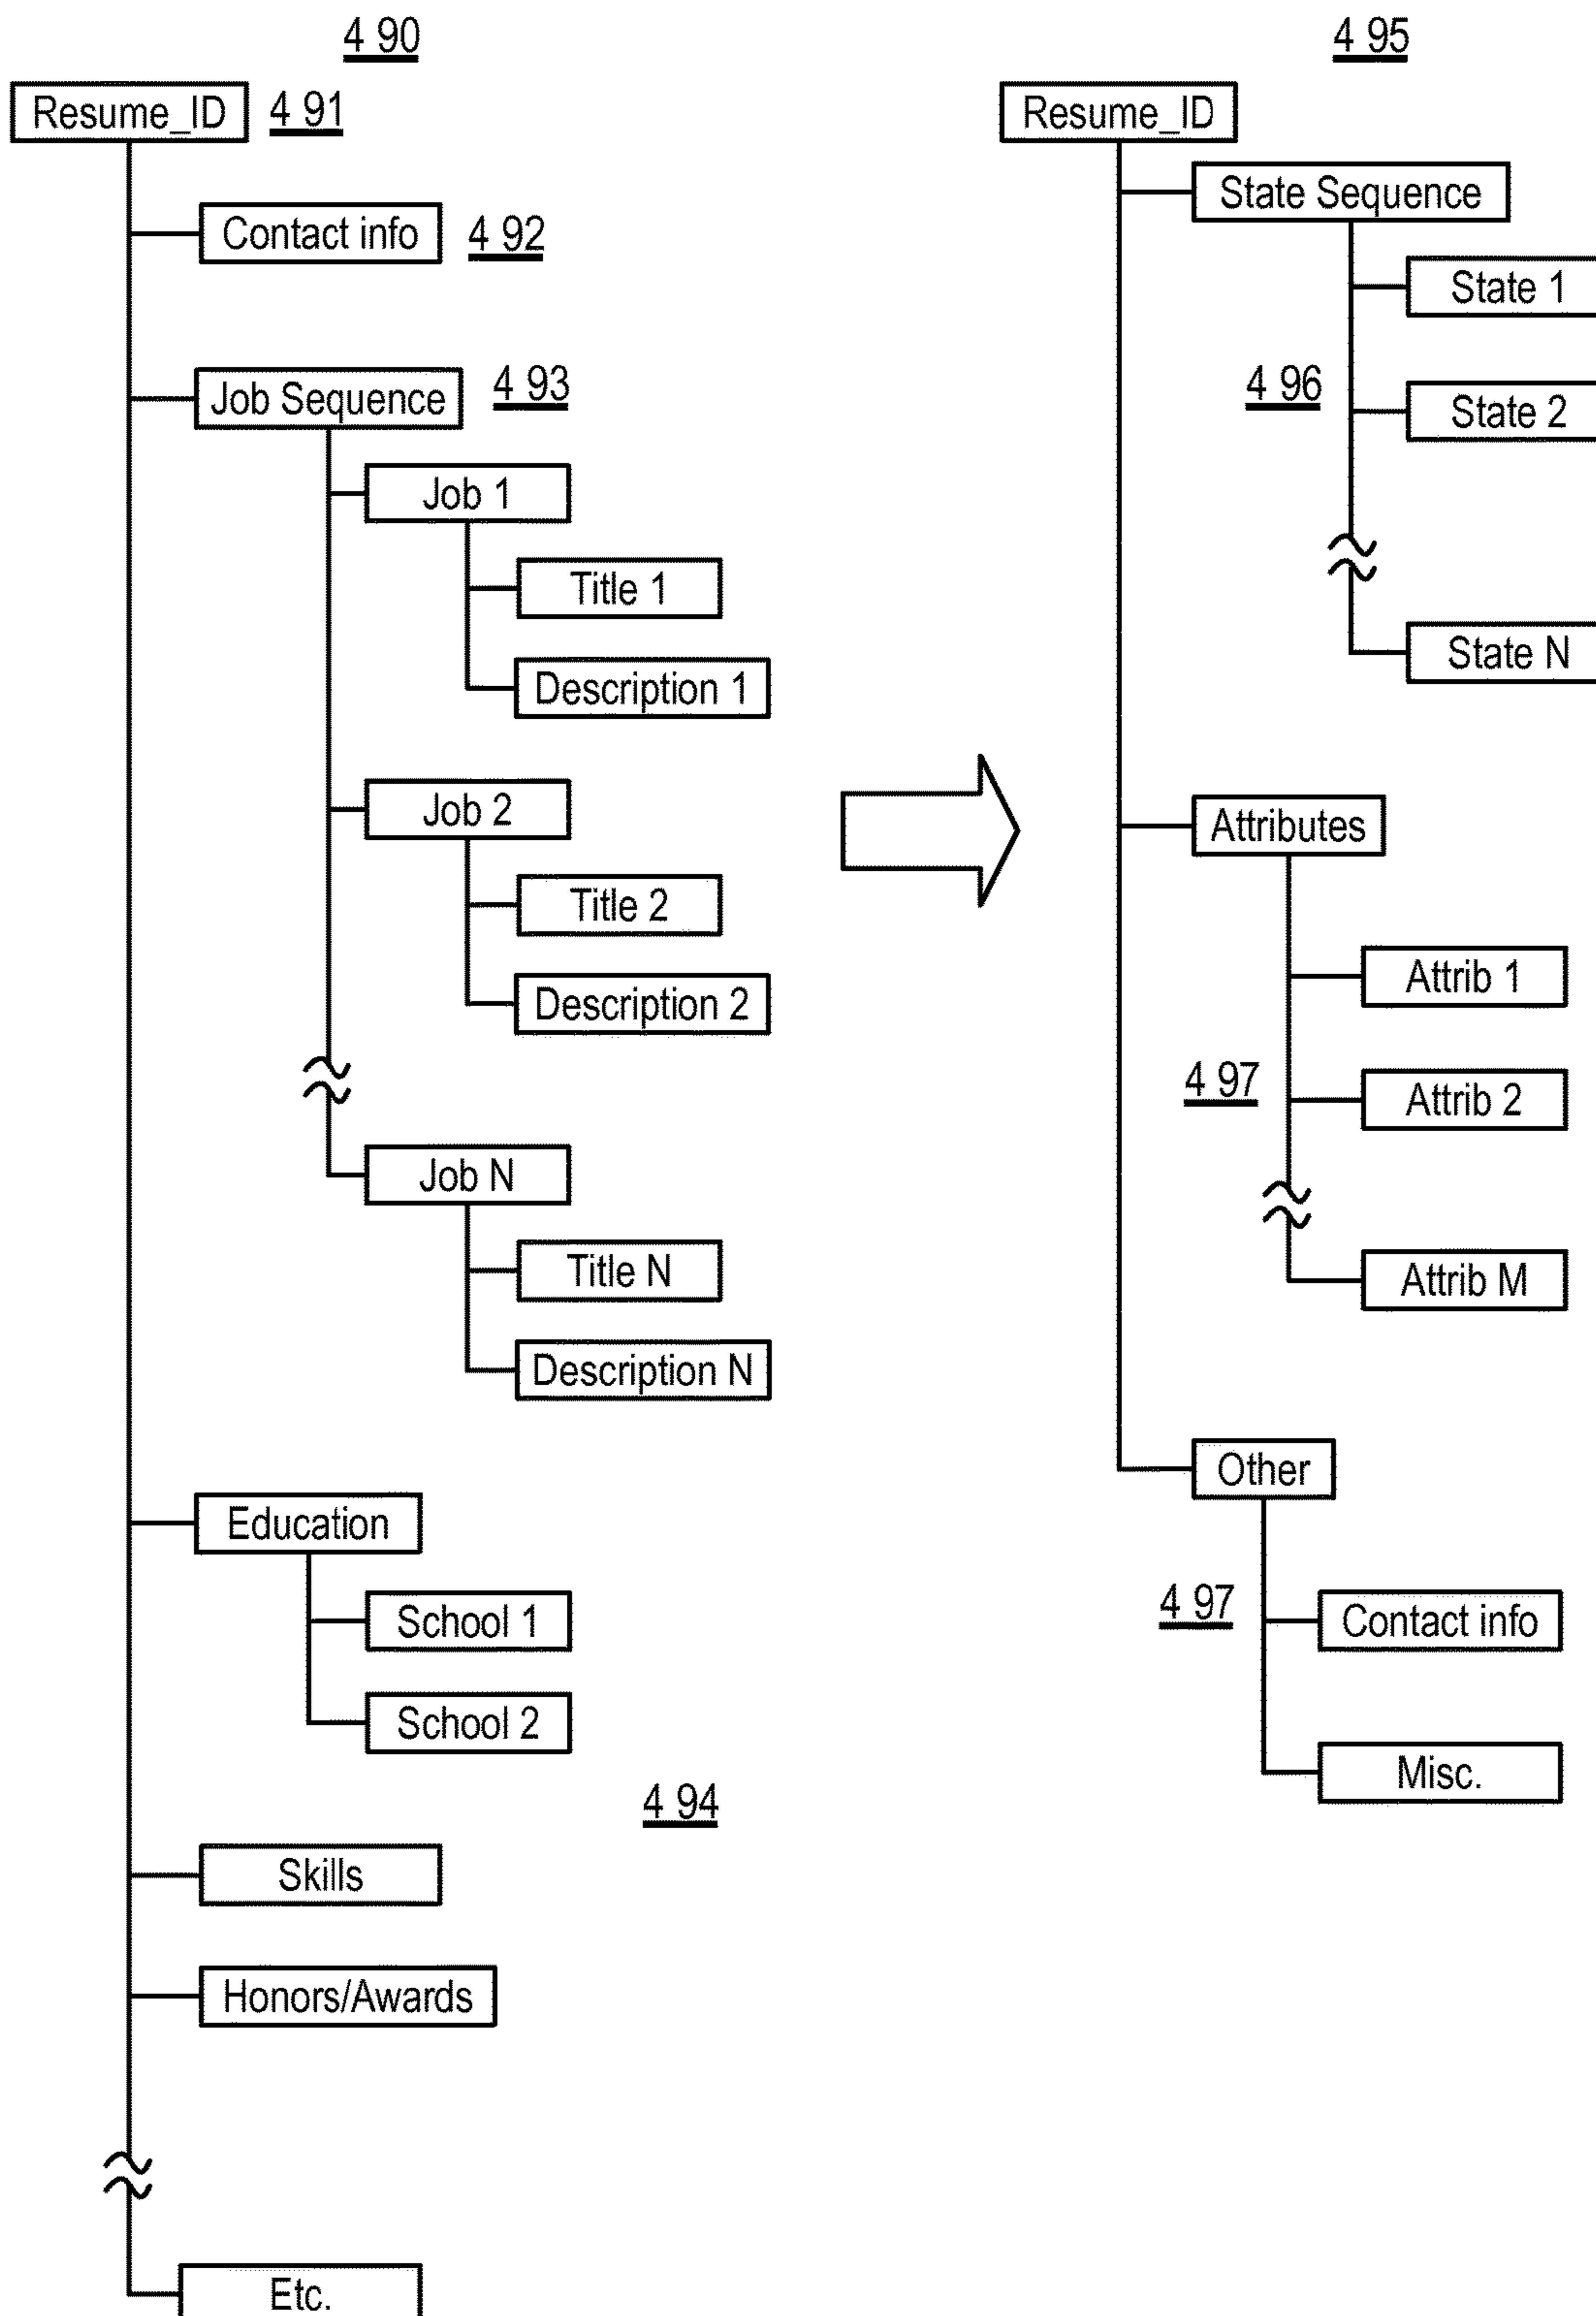 4 90
Resume_ID
4 91
Contact info
4 92
Job Sequence
4 93
Job 1
Title 1
Description 1
Job 2
Title 2
Description 2
Job N
Title N
Description N
Education
School 1
School 2
4 94
Skills
Honors/Awards
Etc.
4 95
Resume_ID
State Sequence
State 1
4 96
State 2
State N
Attributes
Attrib 1
4 97
Attrib 2
Attrib M
Other
4 97
Contact info
Misc.